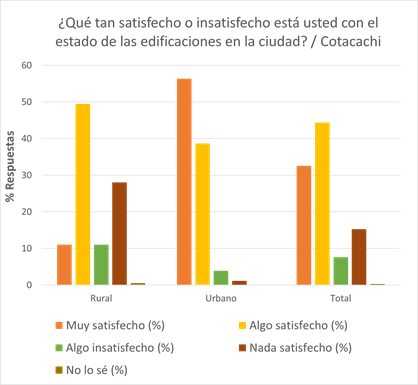 ¿Qué tan satisfecho o insatisfecho está usted con el
estado de las edificaciones en la ciudad? / Cotacachi
% Respuestas
60
50
40
30
20
10
0
Rural
Urbano
Total
Muy satisfecho (%)
Algo satisfecho (%)
Algo insatisfecho (%)
Nada satisfecho (%)
No lo sé (%)